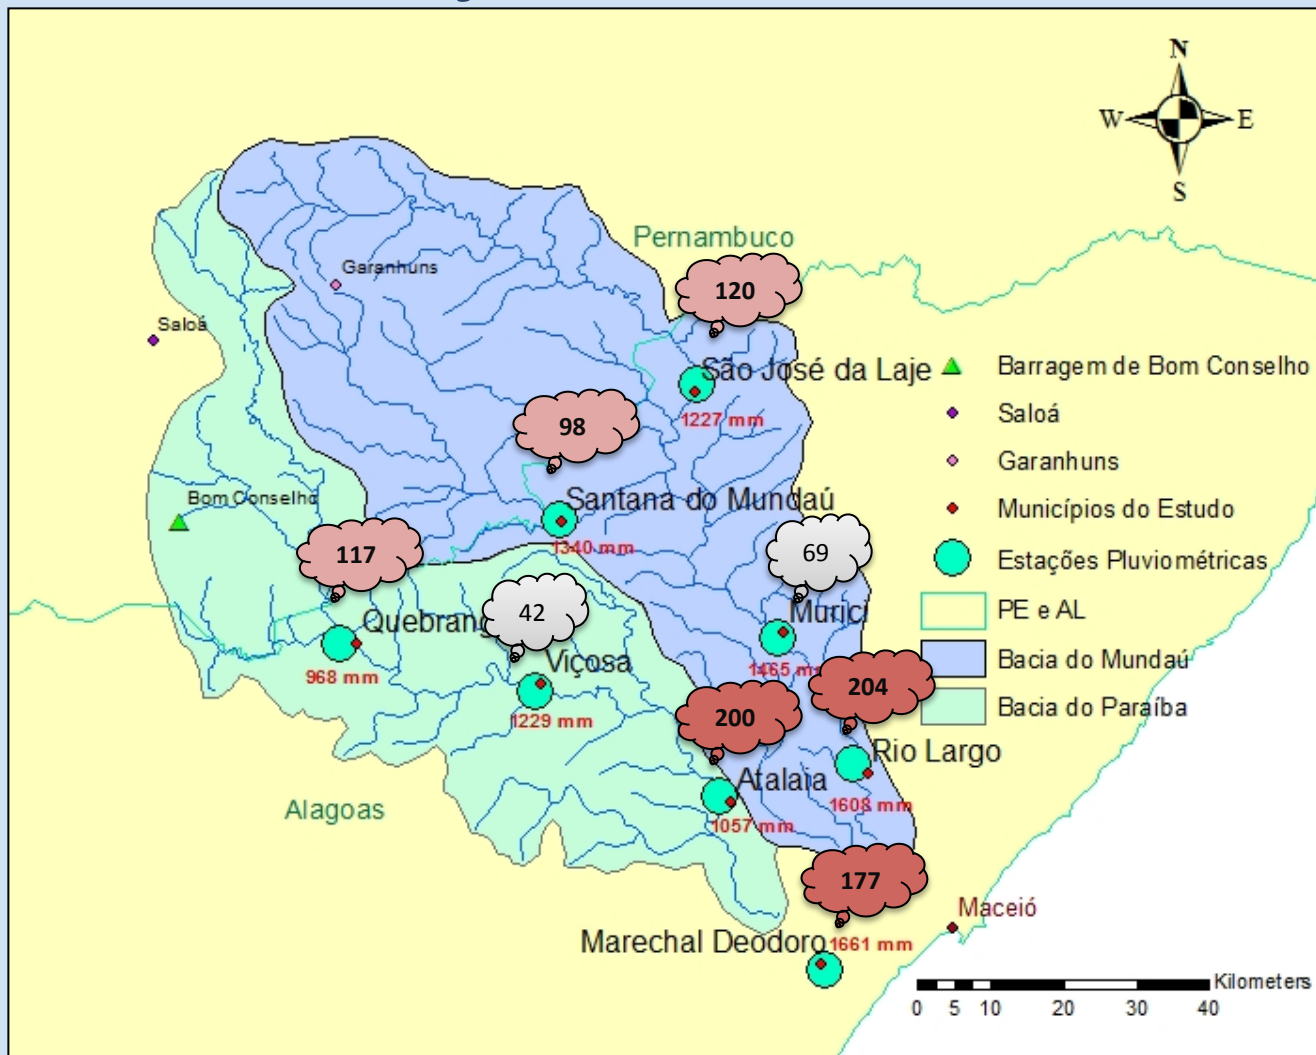 N
W E
S
Pernambuco
Garanhuns
120
Saloá
São José da Laje
1227 mm
98
Bom Conselho
Santana do Mundaú
1340 mm
117
69
42
Quebrang
Murici
1465 m
968 mm
Viçosa
1229 mm
200
204
Rio Largo
Atalaia
1608 mm
1057 mm
Alagoas
177
Maceió
Marechal Deodoro
1661 mm
Barragem de Bom Conselho
Saloá
Garanhuns
Municípios do Estudo
Estações Pluviométricas
PE e AL
Bacia do Mundaú
Bacia do Paraíba
Kilometers
0 5 10 20 30 40